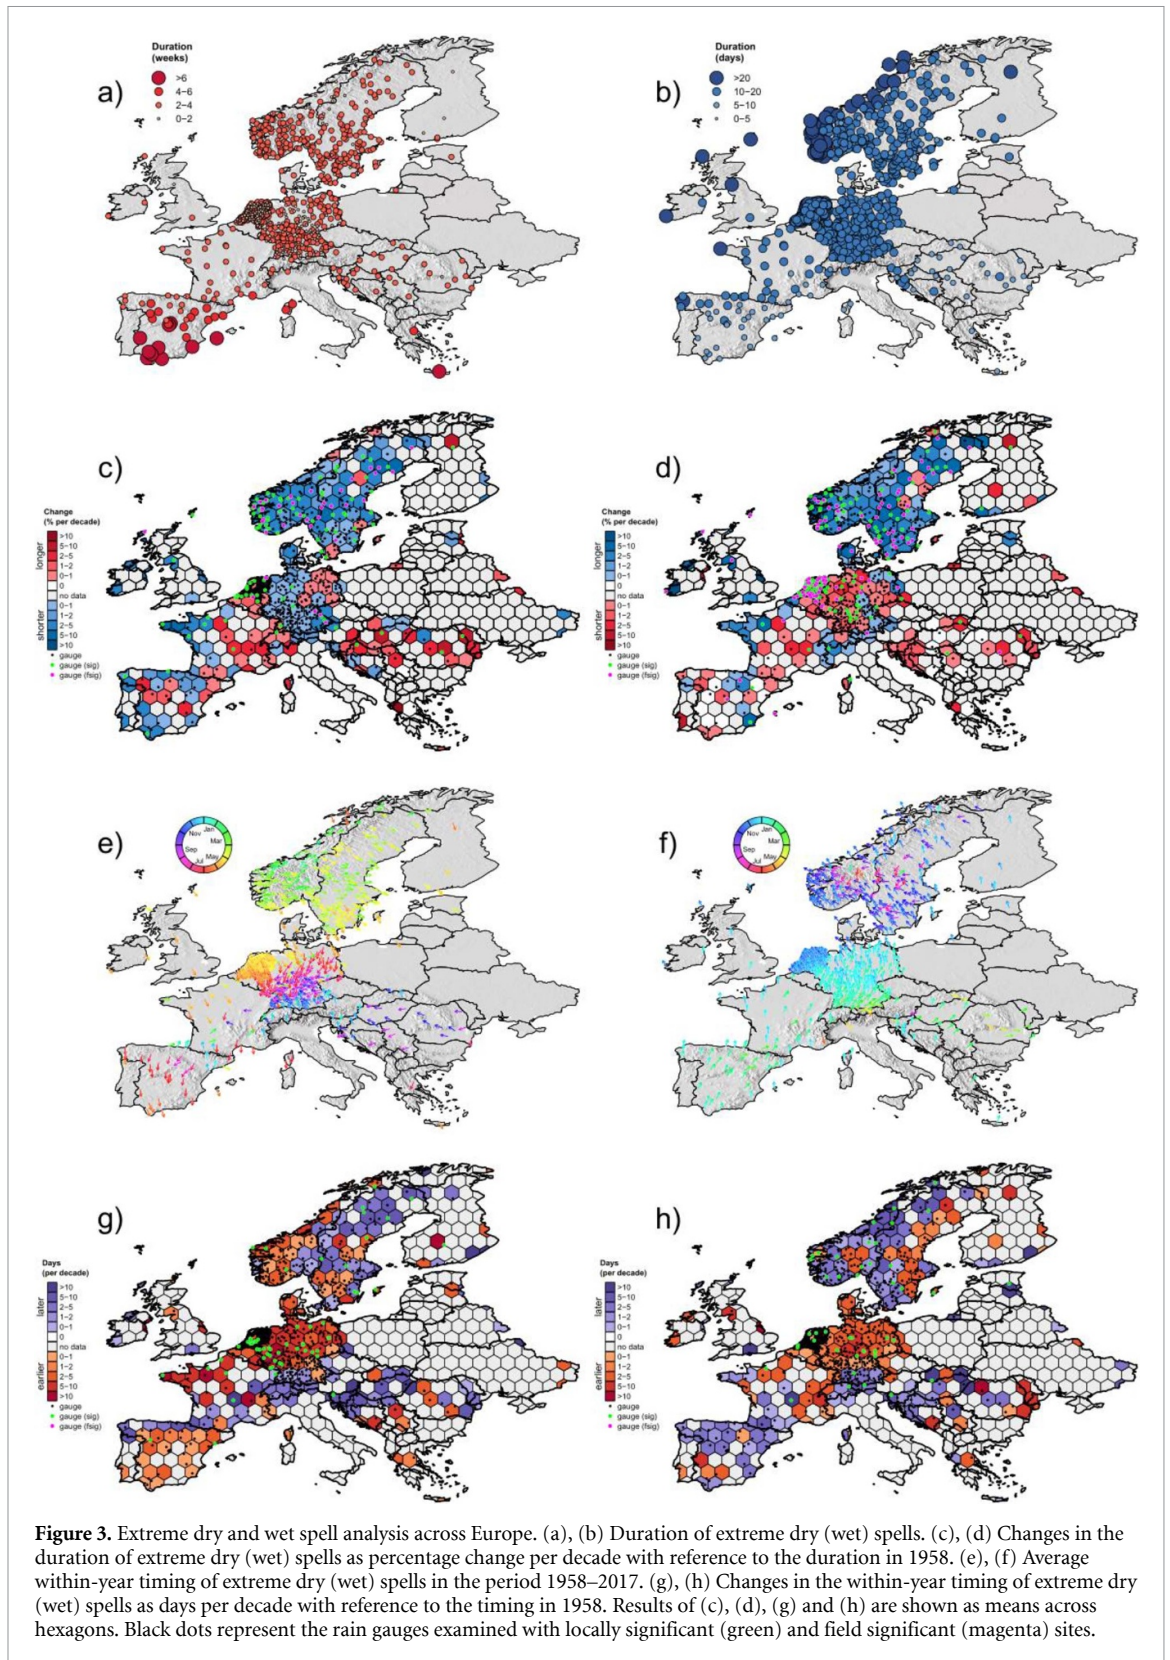 Duration
(weeks)
>6
4-6
2-4
0-2
a)
Duration
(days)
>20
10-20
5-10
0-5
b)
c)
Change
(% per decade)
longer
shorter
>10
5-10
2-5
1-2
0-1
0
no data
0-1
1-2
2-5
5-10
>10
gauge
gauge (sig)
gauge (fsig)
d)
Change
(% per decade)
longer
shorter
>10
5-10
2-5
1-2
0-1
0
no data
0-1
1-2
2-5
5-10
>10
gauge
gauge (sig)
gauge (fsig)
e)
Jan
Mar
May
Jul
Sep
Nov
f)
Jan
Mar
May
Jul
Sep
Nov
g)
Days
(per decade)
later
earlier
>10
5-10
2-5
1-2
0-1
0
no data
0-1
1-2
2-5
5-10
>10
gauge
gauge (sig)
gauge (fsig)
h)
Days
(per decade)
later
earlier
>10
5-10
2-5
1-2
0-1
0
no data
0-1
1-2
2-5
5-10
>10
gauge
gauge (sig)
gauge (fsig)
Figure 3. Extreme dry and wet spell analysis across Europe. (a), (b) Duration of extreme dry (wet) spells. (c), (d) Changes in the
duration of extreme dry (wet) spells as percentage change per decade with reference to the duration in 1958. (e), (f) Average
within-year timing of extreme dry (wet) spells in the period 1958–2017. (g), (h) Changes in the within-year timing of extreme dry
(wet) spells as days per decade with reference to the timing in 1958. Results of (c), (d), (g) and (h) are shown as means across
hexagons. Black dots represent the rain gauges examined with locally significant (green) and field significant (magenta) sites.